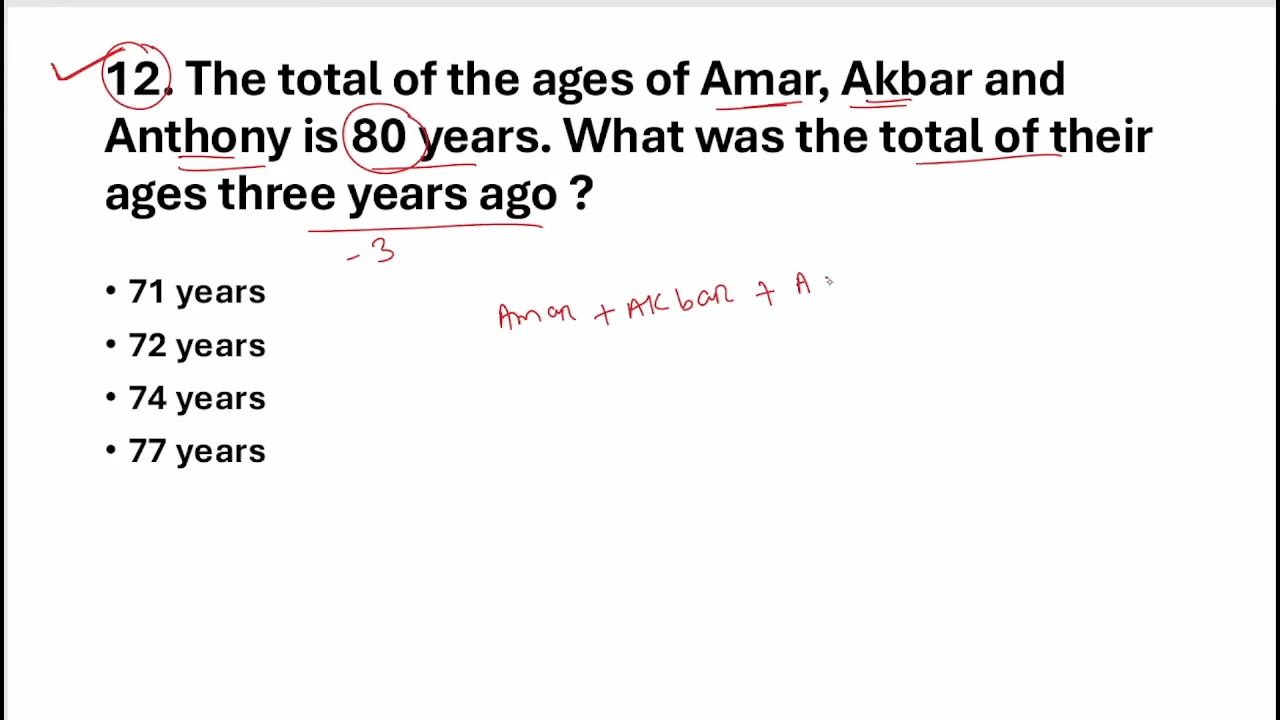 12. The total of the ages of Amar, Akbar and
Anthony is 80 years. What was the total of their
ages three years ago ?
- 3
• 71 years
Amar + Akbar + A
• 72 years
• 74 years
• 77 years